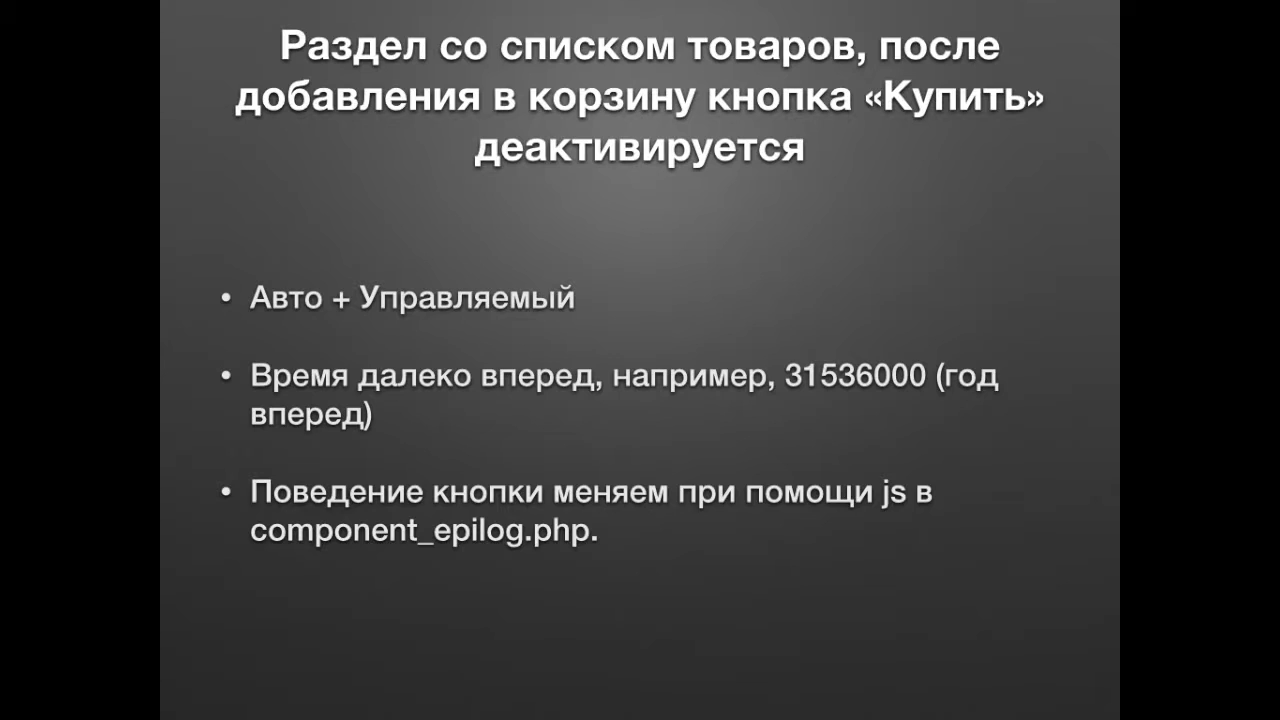 Раздел со списком товаров, после
добавления в корзину кнопка «Купить»
деактивируется
• Авто + Управляемый
• Время далеко вперед, например, 31536000 (год
вперед)
• Поведение кнопки меняем при помощи js в
component_epilog.php.